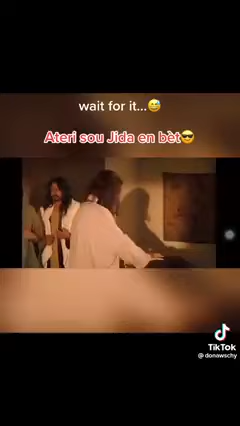 wait for it...😅
Ateri sou Jida en bèt😎
TikTok
@donawschy